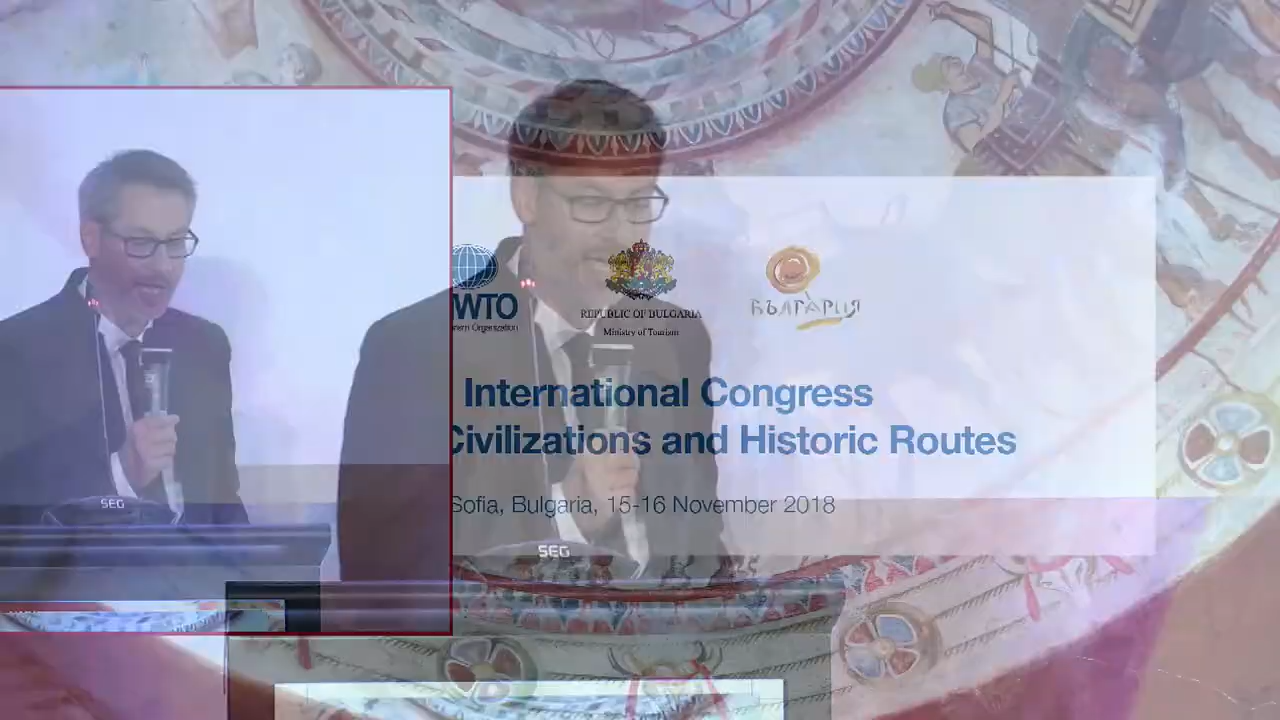 WTO
REPUBLIC OF BULGARIA
Ministry of Tourism
БЪЛГАРИЯ
International Congress
Civilizations and Historic Routes
Sofia, Bulgaria, 15-16 November 2018
SEG
SEG